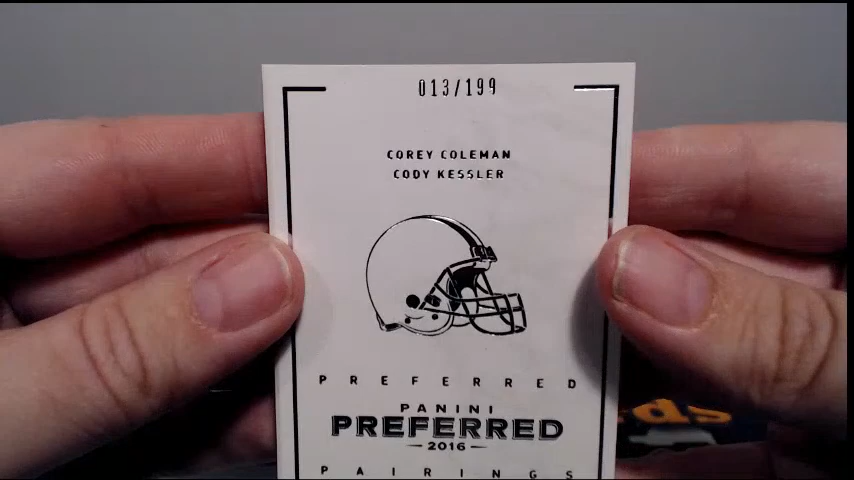 013/199
COREY COLEMAN
CODY KESSLER
PREFERRED
PANINI
PREFERRED
2016
PAIRINGS